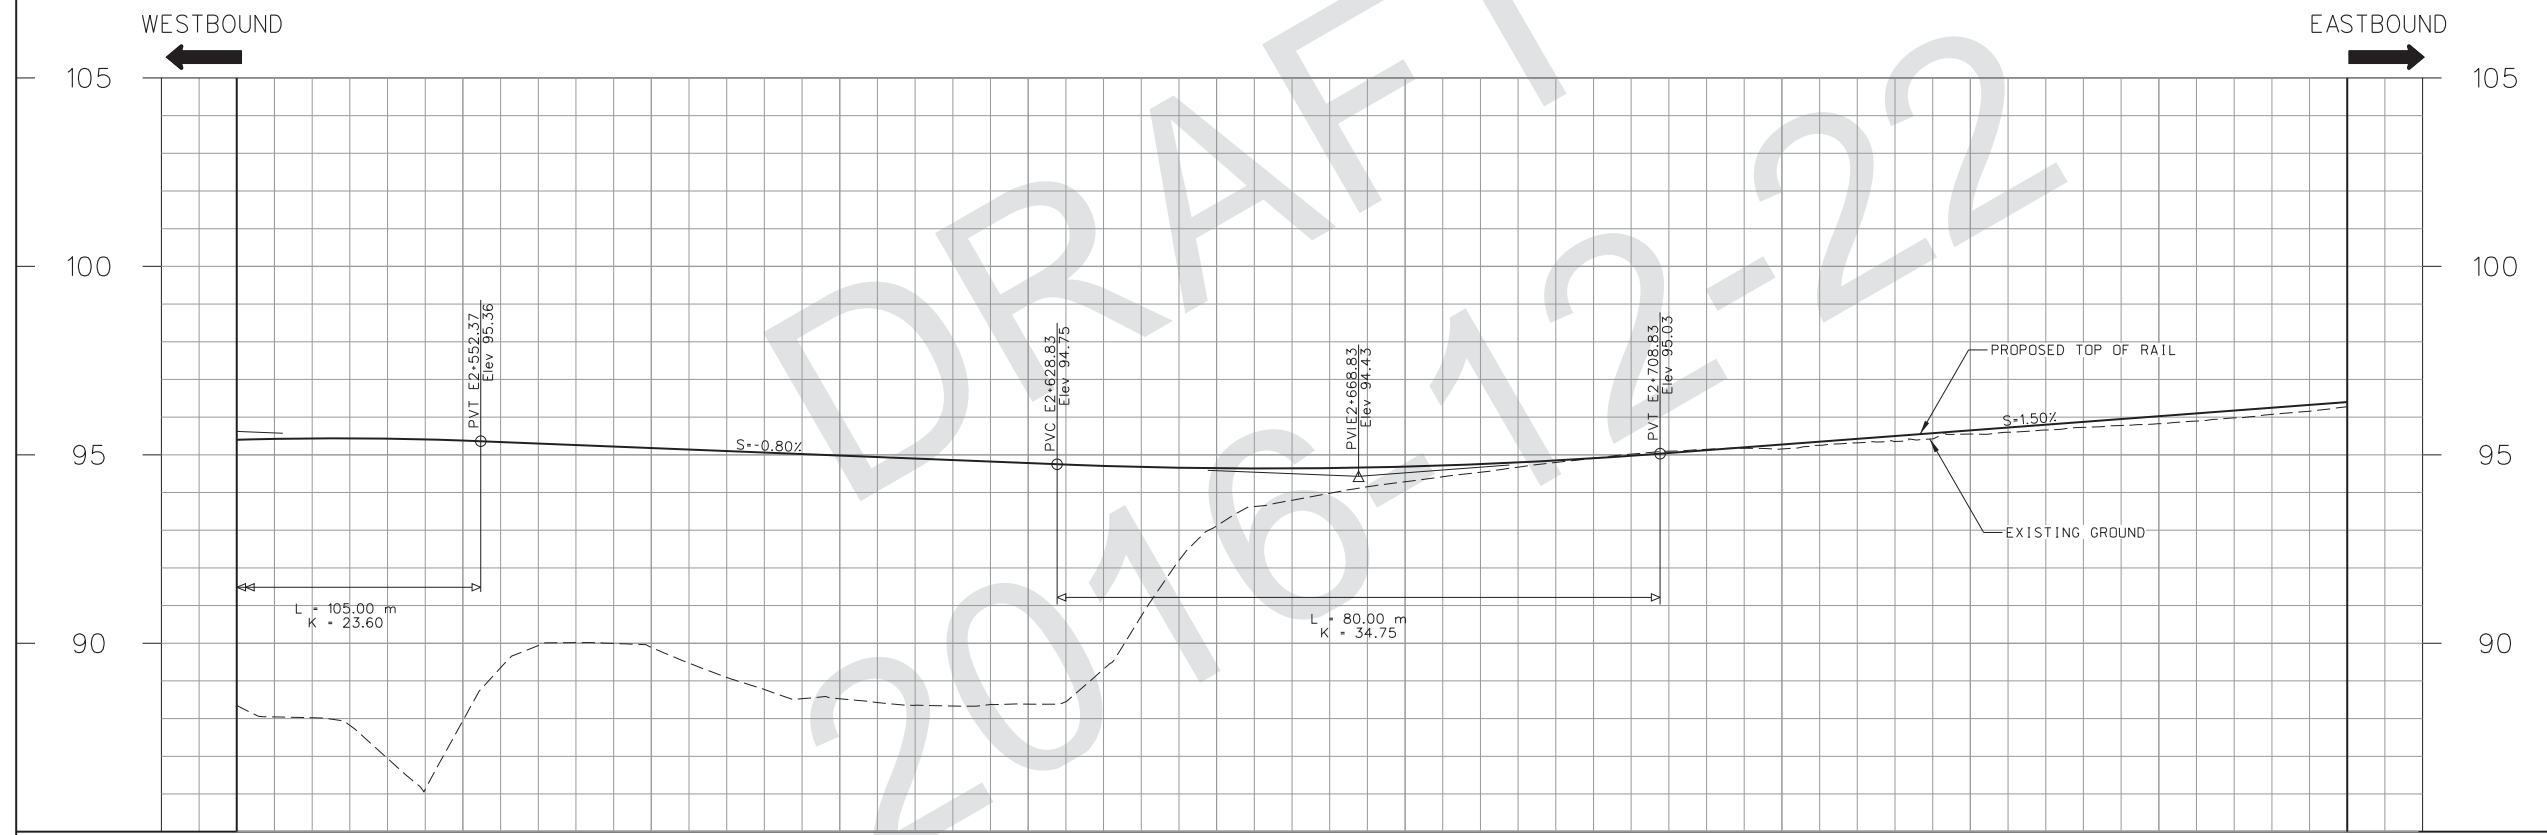 WESTBOUND
EASTBOUND
105
105
100
100
95
95
90
90
PVT E2+552.37
Elev 95.36
PVC E2+628.83
Elev 94.75
PVI E2+668.83
Elev 94.43
PVT E2+708.83
Elev 95.03
S=-0.80%
S=1.50%
PROPOSED TOP OF RAIL
EXISTING GROUND
L = 105.00 m
K = 23.60
L = 80.00 m
K = 34.75
DRAFT
2016-12-22